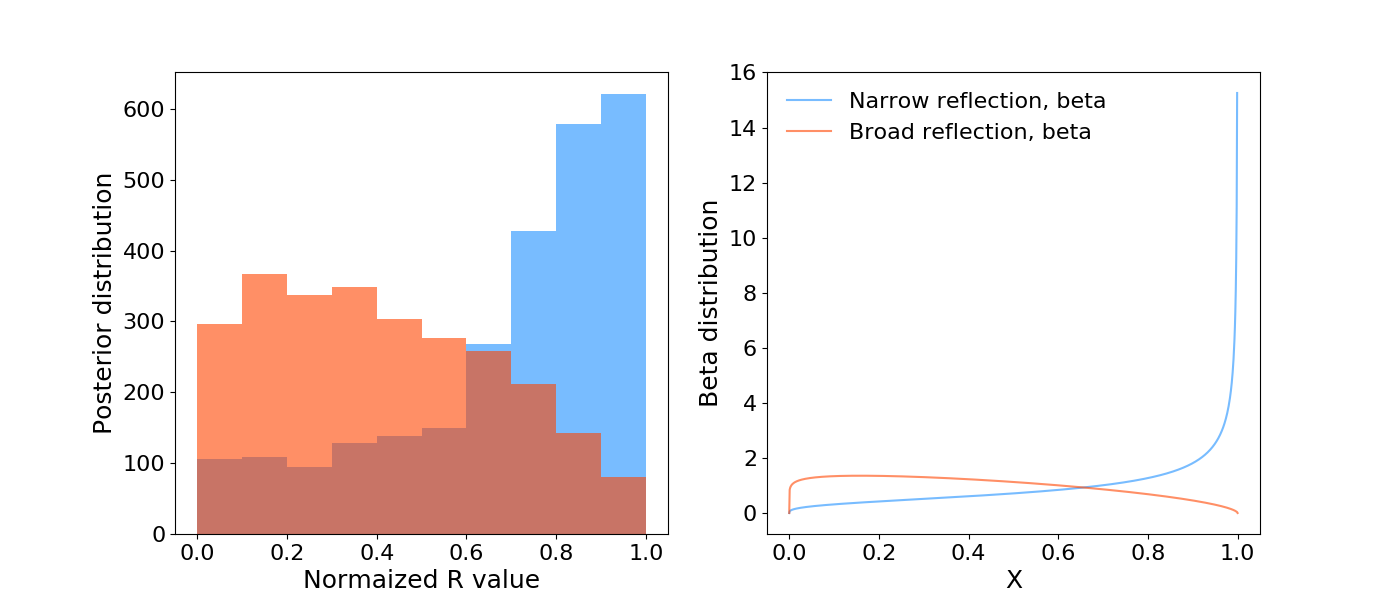 Posterior distribution
600
500
400
300
200
100
0
0.0 0.2 0.4 0.6 0.8 1.0
Normaized R value
Beta distribution
16
14
12
10
8
6
4
2
0
Narrow reflection, beta
Broad reflection, beta
0.0 0.2 0.4 0.6 0.8 1.0
X